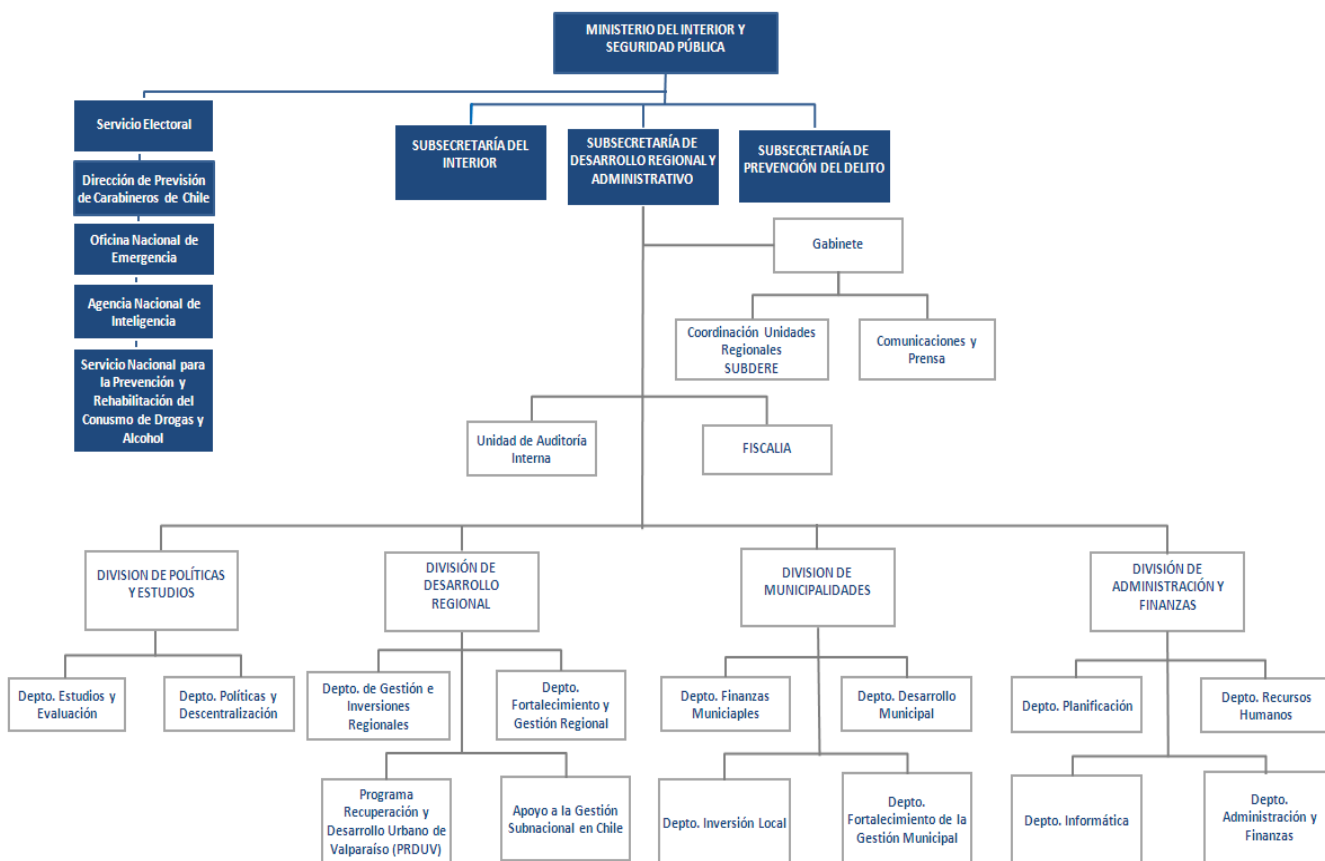 MINISTERIO DEL INTERIOR Y
SEGURIDAD PÚBLICA
Servicio Electoral
Dirección de Previsión
de Carabineros de Chile
Oficina Nacional de
Emergencia
Agencia Nacional de
Inteligencia
Servicio Nacional para
la Prevención y
Rehabilitación del
Conusmo de Drogas y
Alcohol
SUBSECRETARÍA DEL
INTERIOR
SUBSECRETARÍA DE
DESARROLLO REGIONAL Y
ADMINISTRATIVO
SUBSECRETARÍA DE
PREVENCIÓN DEL DELITO
Gabinete
Coordinación Unidades
Regionales
SUBDERE
Comunicaciones y
Prensa
Unidad de Auditoría
Interna
FISCALIA
DIVISION DE POLÍTICAS
Y ESTUDIOS
DIVISIÓN DE
DESARROLLO
REGIONAL
DIVISION DE
MUNICIPALIDADES
DIVISIÓN DE
ADMINISTRACIÓN Y
FINANZAS
Depto. Estudios y
Evaluación
Depto. Políticas y
Descentralización
Depto. de Gestión e
Inversiones
Regionales
Depto.
Fortalecimiento y
Gestión Regional
Depto. Finanzas
Municiaples
Depto. Desarrollo
Municipal
Depto. Planificación
Depto. Recursos
Humanos
Programa
Recuperación y
Desarrollo Urbano de
Valparaíso (PRDUV)
Apoyo a la Gestión
Subnacional en Chile
Depto. Inversión Local
Depto.
Fortalecimiento de la
Gestión Municipal
Depto. Informática
Depto.
Administración y
Finanzas